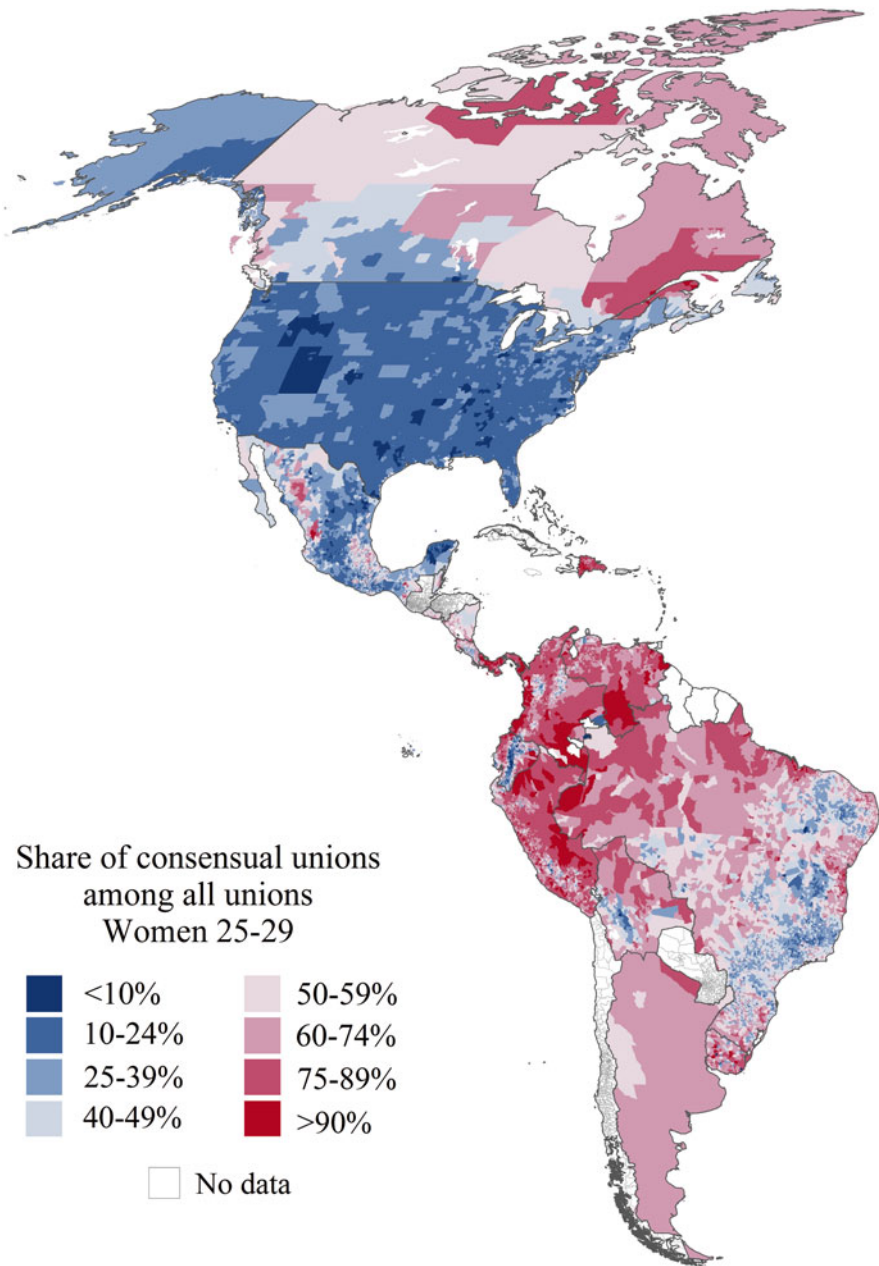 Share of consensual unions
among all unions
Women 25-29
<10%
10-24%
25-39%
40-49%
50-59%
60-74%
75-89%
>90%
No data